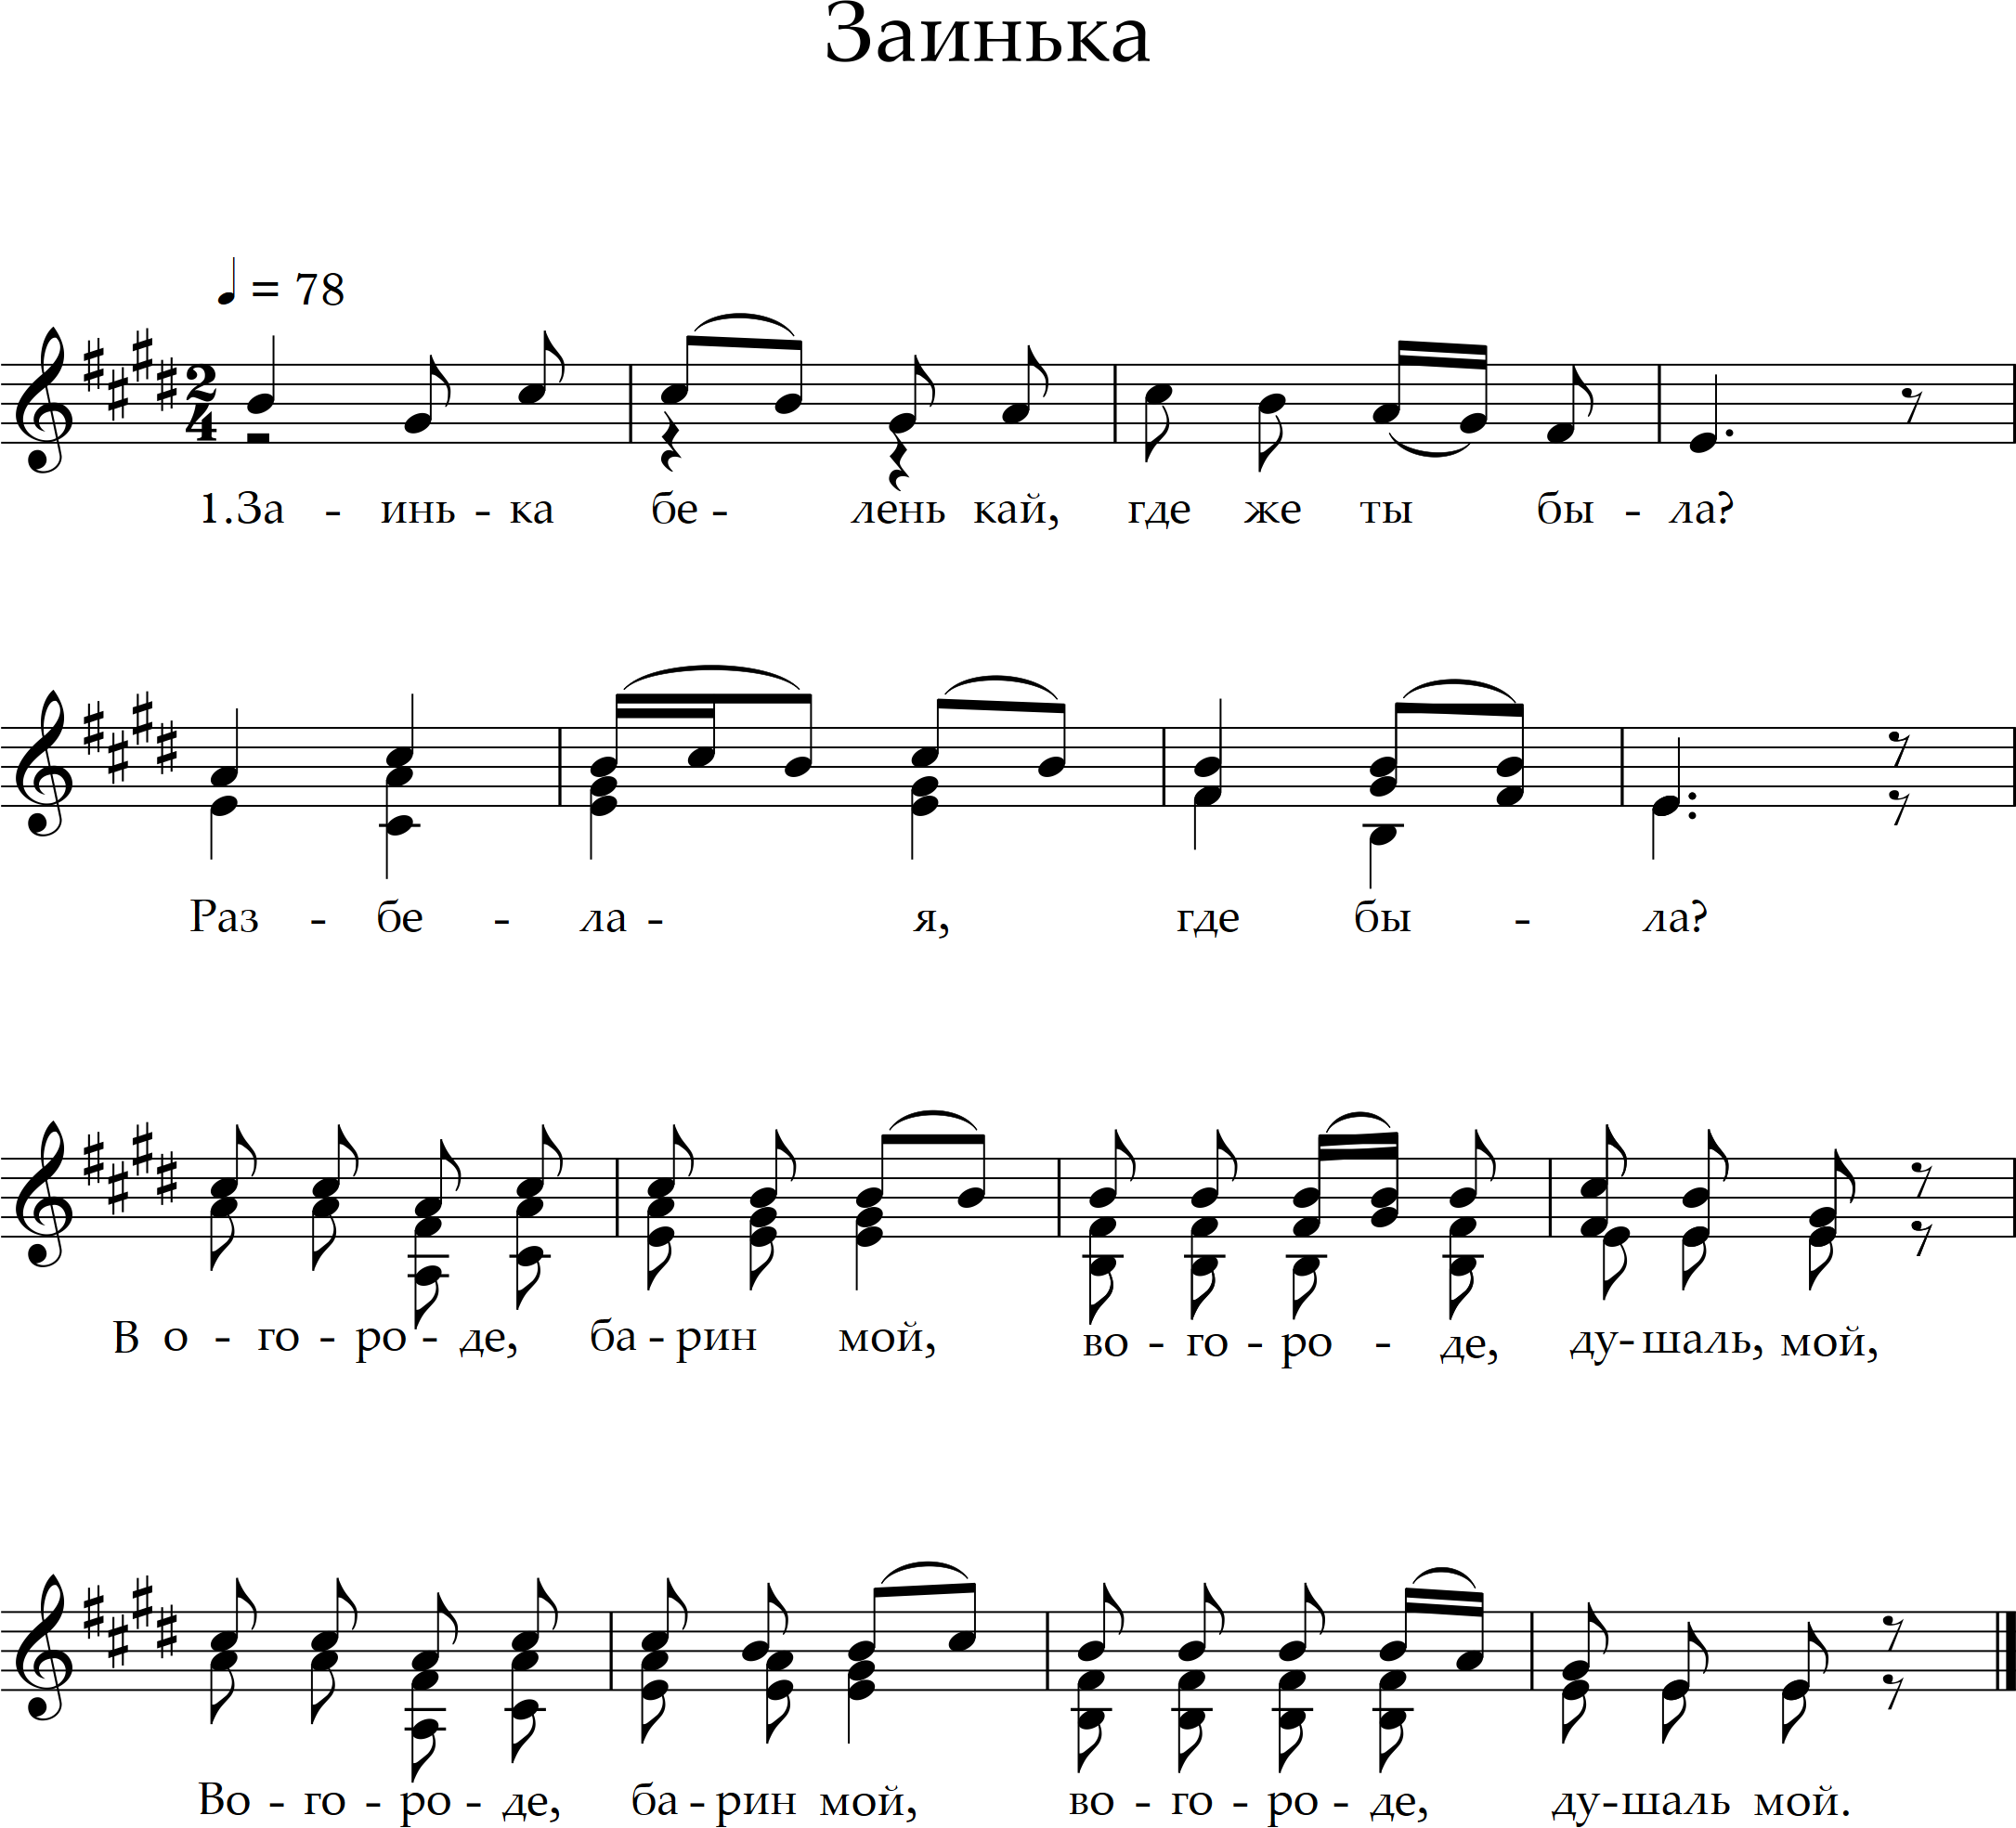 Заинька
= 78
2
4
1.За - инь - ка бе - лень кай, где же ты бы - ла?
Раз - бе - ла - я, где бы - ла?
В о - го - ро - де, ба - рин мой, во - го - ро - де, ду - шаль, мой,
Во - го - ро - де, ба - рин мой, во - го - ро - де, ду - шаль мой.